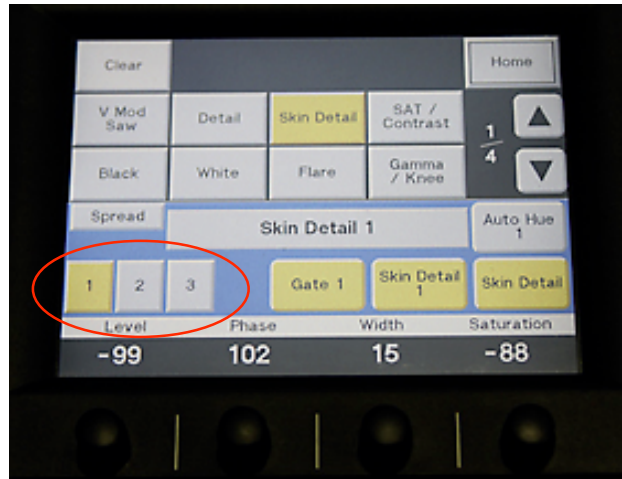 Clear
Home
V Mod
Saw
Detail
Skin Detail
SAT /
Contrast
1
4
Black
White
Flare
Gamma
/ Knee
Spread
Skin Detail 1
Auto Hue
1
1
2
3
Gate 1
Skin Detail
1
Skin Detail
Level
Phase
Width
Saturation
-99
102
15
-88